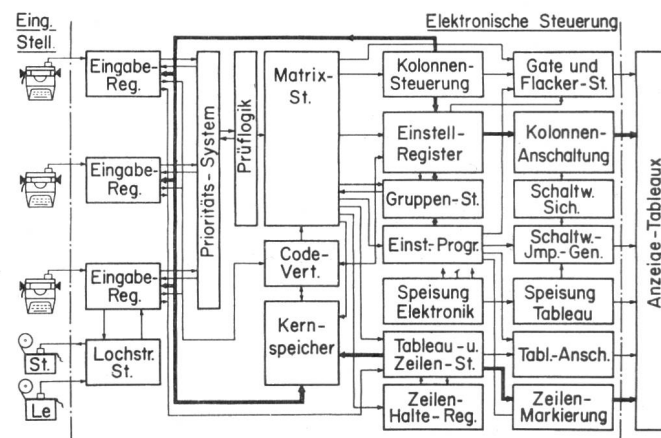 Eing.
Stell.
Elektronische Steuerung
Eingabe-
Reg.
Eingabe-
Reg.
Eingabe-
Reg.
St.
Le
Lochstr.
St.
Prioritäts-System
Prüflogik
Matrix-
St.
Code-
Vert.
Kern-
speicher
Kolonnen-
Steuerung
Einstell-
Register
Gruppen-St.
Einst.-Progr.
Speisung
Elektronik
Tableau-u.
Zeilen-St.
Zeilen-
Halte-Reg.
Gate und
Flacker-St.
Kolonnen-
Anschaltung
Schaltw.
Sich.
Schaltw.-
Jmp.-Gen.
Speisung
Tableau
Tabl.-Ansch.
Zeilen-
Markierung
Anzeige-Tableaux